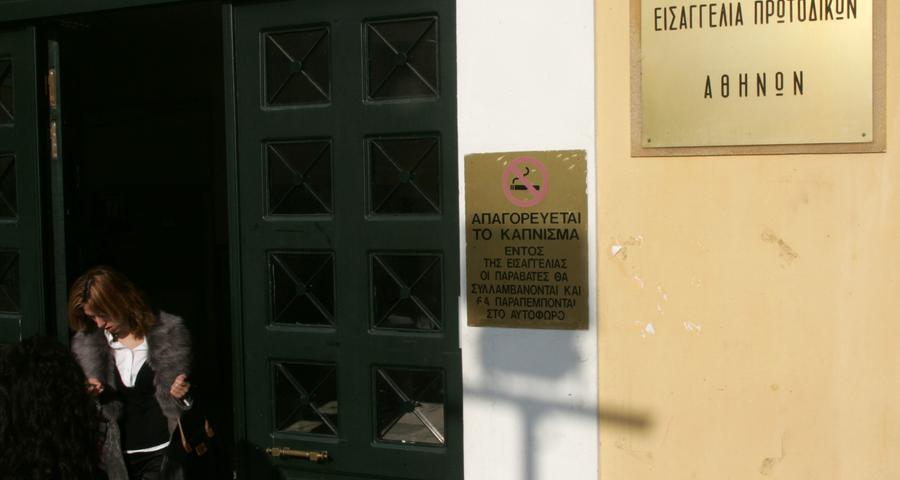 ΕΙΣΑΓΓΕΛΙΑ ΠΡΩΤΟΔΙΚΩΝ
ΑΘΗΝΩΝ
ΑΠΑΓΟΡΕΥΕΤΑΙ
ΤΟ ΚΑΠΝΙΣΜΑ
ΕΝΤΟΣ
ΤΗΣ ΕΙΣΑΓΓΕΛΙΑΣ
ΟΙ ΠΑΡΑΒΑΤΕΣ ΘΑ
ΣΥΛΛΑΜΒΑΝΟΝΤΑΙ ΚΑΙ
ΘΑ ΠΑΡΑΠΕΜΠΟΝΤΑΙ
ΣΤΟ ΑΥΤΟΦΩΡΟ